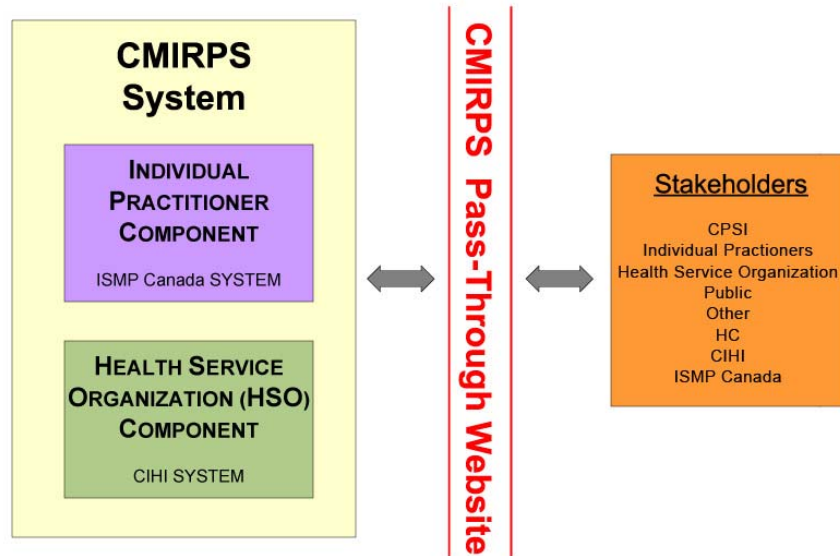 CMIRPS
System
INDIVIDUAL
PRACTITIONER
COMPONENT
ISMP Canada SYSTEM
HEALTH SERVICE
ORGANIZATION (HSO)
COMPONENT
CIHI SYSTEM
CMIRPS Pass-Through Website
Stakeholders
CPSI
Individual Practioners
Health Service Organization
Public
Other
HC
CIHI
ISMP Canada